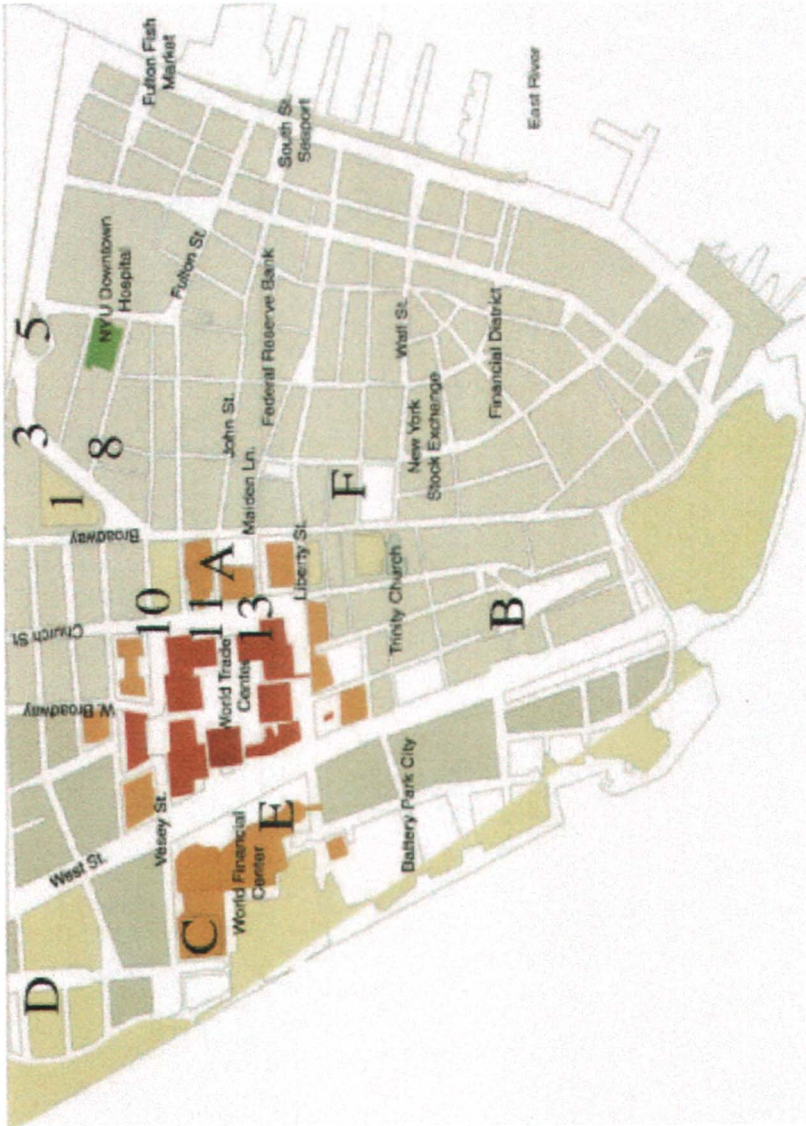 Fulton Fish
Market
East River
South St.
Seaport
NYU Downtown
Hospital
Fulton St.
5
3
8
1
Federal Reserve Bank
Wall St.
Financial District
John St.
Maiden Ln.
New York
Stock Exchange
F
Broadway
A
Liberty St.
10
11
13
Church St
Trinity Church
B
W. Broadway
World Trade
Center
Vesey St.
West St.
E
Battery Park City
World Financial
Center
C
D